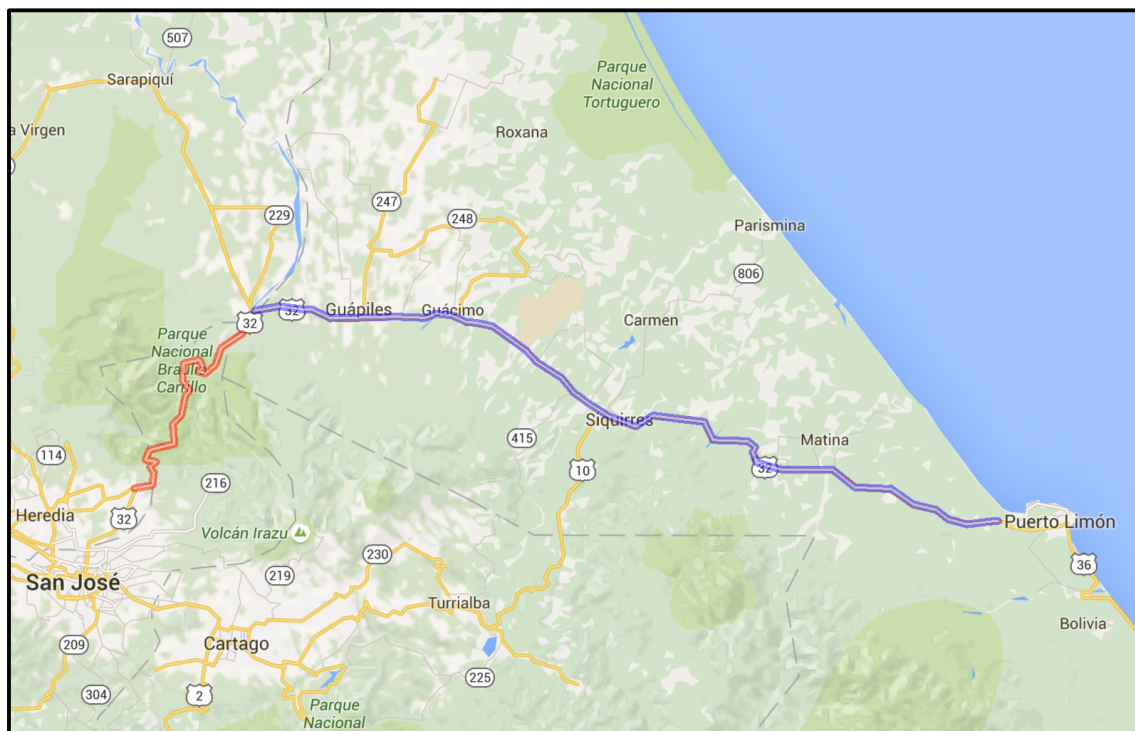 507
Sarapiquí
Parque
Nacional
Tortuguero
a Virgen
Roxana
247
229
248
Parismina
806
32
Guápiles
Guácimo
32
Carmen
Parque
Nacional
Braulio
Carrillo
Siquirres
415
Matina
114
10
32
216
Heredia
32
Volcán Irazu
Puerto Limón
230
36
San José
219
Turrialba
Bolivia
209
Cartago
225
304
2
Parque
Nacional